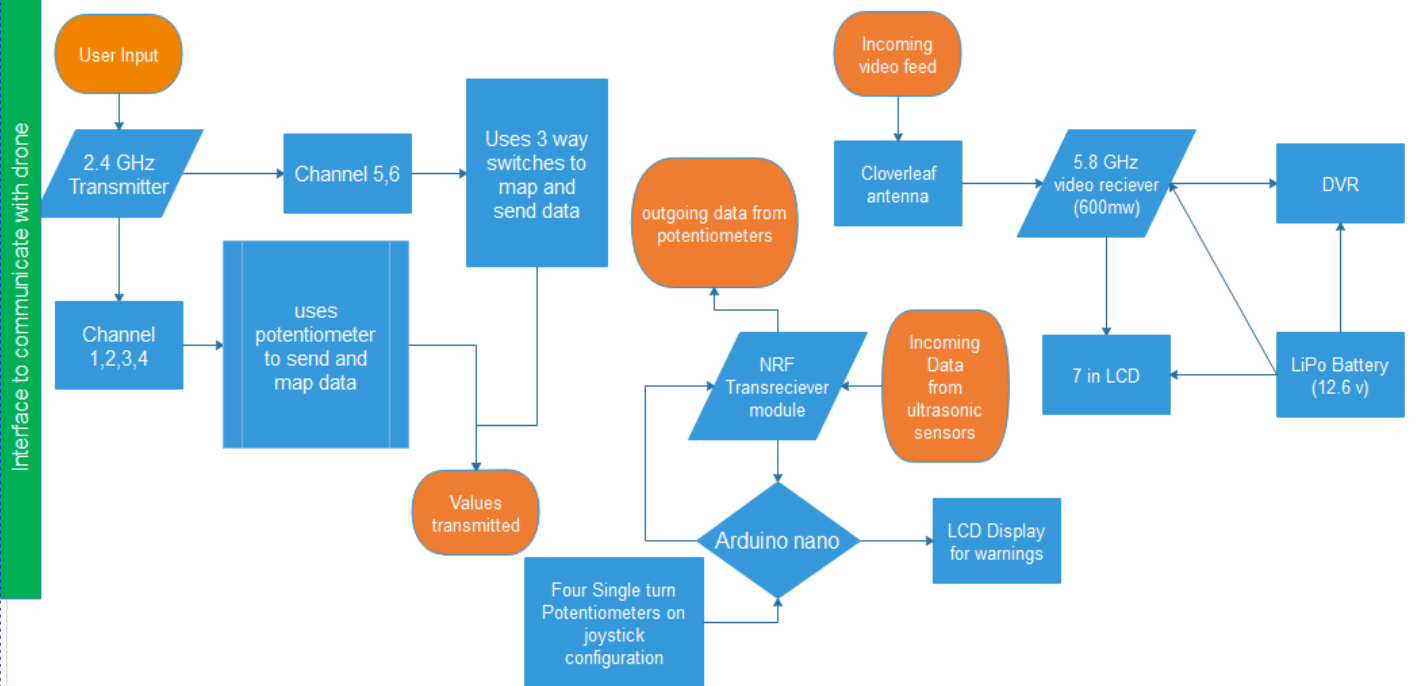 Interface to communicate with drone
User Input
2.4 GHz
Transmitter
Channel 5,6
Uses 3 way
switches to
map and
send data
Channel
1,2,3,4
uses
potentiometer
to send and
map data
Values
transmitted
outgoing data from
potentiometers
NRF
Transreciever
module
Incoming
Data
from
ultrasonic
sensors
Arduino nano
LCD Display
for warnings
Four Single turn
Potentiometers on
joystick
configuration
Incoming
video feed
Cloverleaf
antenna
5.8 GHz
video reciever
(600mw)
DVR
7 in LCD
LiPo Battery
(12.6 v)